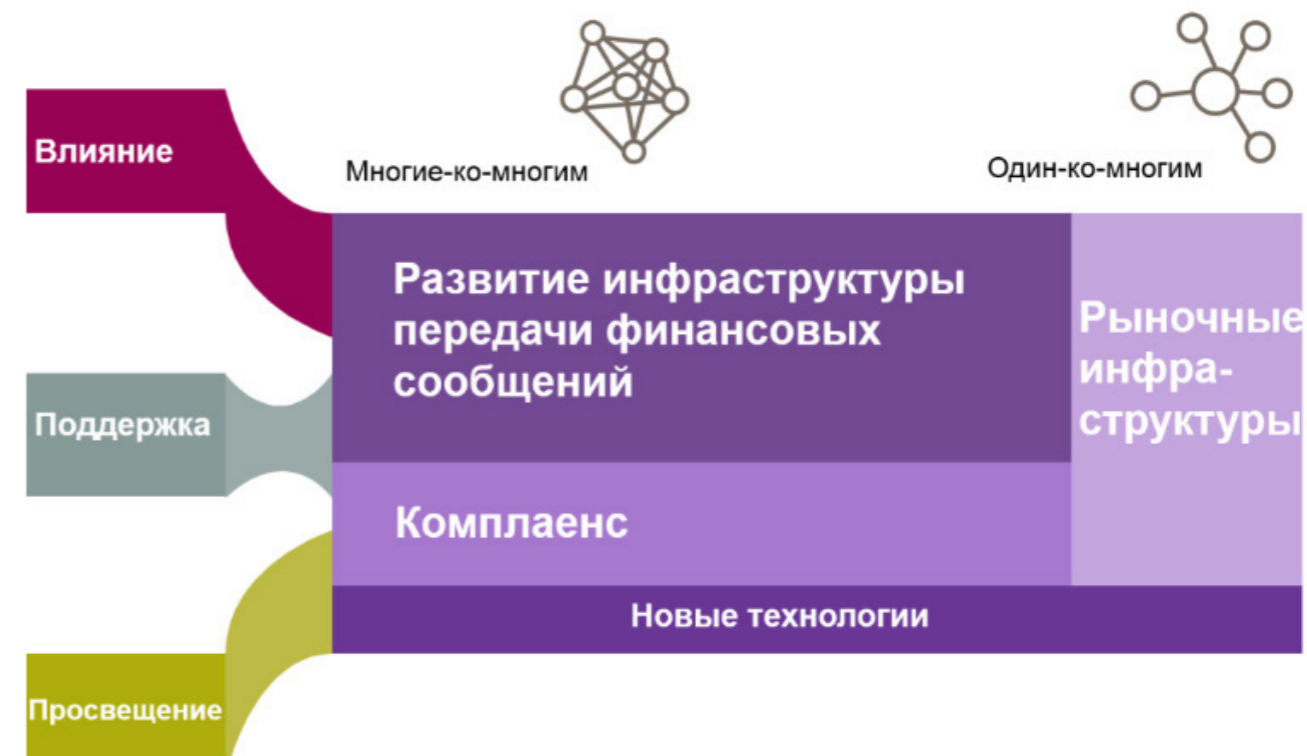 Влияние
Многие-ко-многим
Один-ко-многим
Развитие инфраструктуры
передачи финансовых
сообщений
Рыночные
инфра-
структуры
Поддержка
Комплаенс
Новые технологии
Просвещение